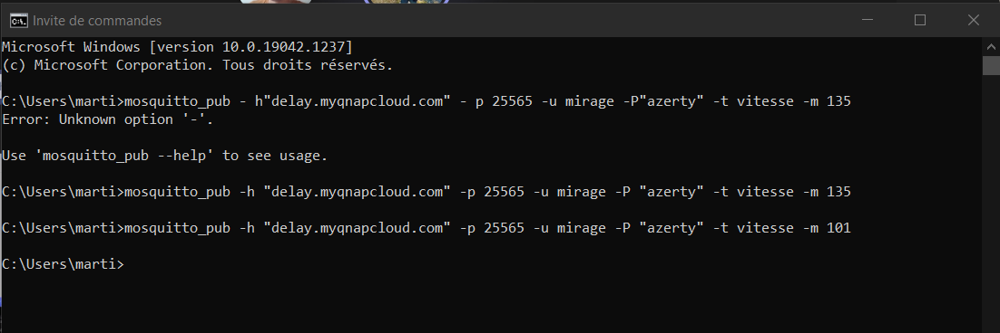 Invite de commandes
Microsoft Windows [version 10.0.19042.1237]
(c) Microsoft Corporation. Tous droits réservés.
C:\Users\marti>mosquitto_pub - h"delay.myqnapcloud.com" - p 25565 -u mirage -P"azerty" -t vitesse -m 135
Error: Unknown option '-'.
Use 'mosquitto_pub --help' to see usage.
C:\Users\marti>mosquitto_pub -h "delay.myqnapcloud.com" -p 25565 -u mirage -P "azerty" -t vitesse -m 135
C:\Users\marti>mosquitto_pub -h "delay.myqnapcloud.com" -p 25565 -u mirage -P "azerty" -t vitesse -m 101
C:\Users\marti>